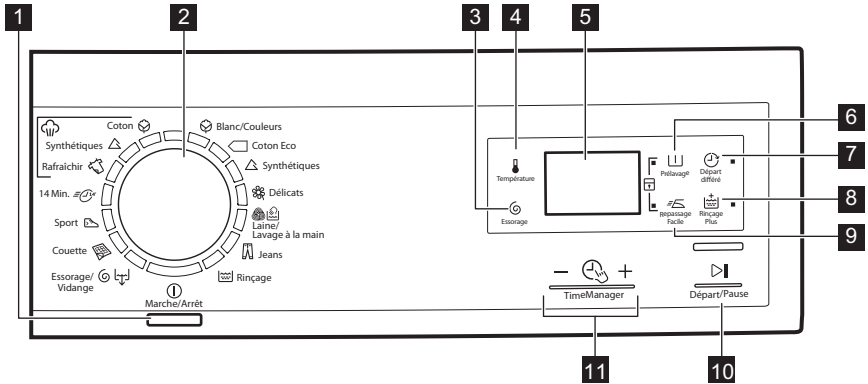 1
2
3
4
5
6
7
8
9
10
11
Coton
Synthétiques
Rafraîchir
14 Min.
Sport
Couette
Essorage/
Vidange
Marche/Arrêt
Blanc/Couleurs
Coton Eco
Synthétiques
Délicats
Laine/
Lavage à la main
Jeans
Rinçage
Température
Essorage
Prélavage
Départ
différé
Repassage
Facile
Rinçage
Plus
TimeManager
Départ/Pause